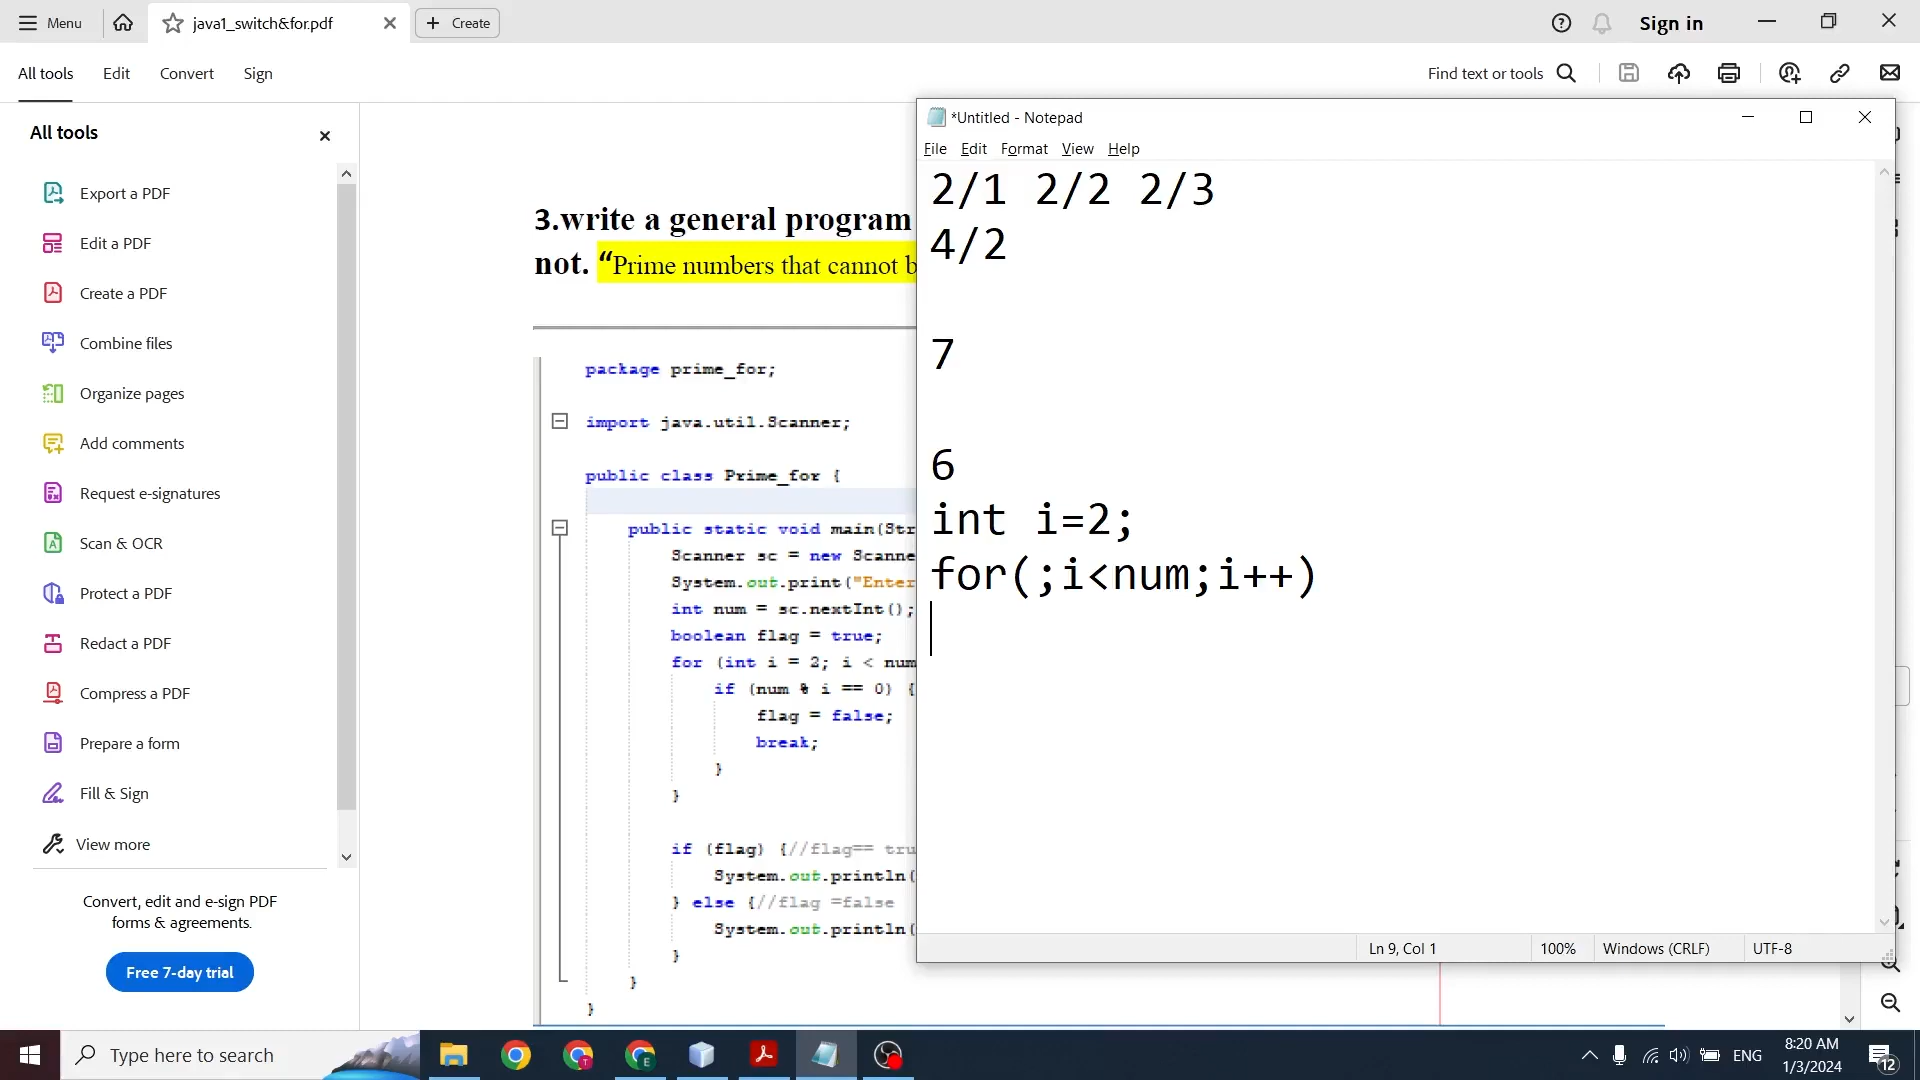 Menu
java1_switch&for.pdf
Create
Sign in
All tools
Edit
Convert
Sign
Find text or tools
All tools
Export a PDF
Edit a PDF
Create a PDF
Combine files
Organize pages
Add comments
Request e-signatures
Scan & OCR
Protect a PDF
Redact a PDF
Compress a PDF
Prepare a form
Fill & Sign
View more
Convert, edit and e-sign PDF
forms & agreements.
Free 7-day trial
3.write a general program
not. “Prime numbers that cannot b
package prime_for;
import java.util.Scanner;
public class Prime_for {
public static void main(Str
Scanner sc = new Scanne
System.out.print("Enter
int num = sc.nextInt();
boolean flag = true;
for (int i = 2; i < num
if (num % i == 0) {
flag = false;
break;
}
}
if (flag) {//flag== tru
System.out.println(
} else {//flag =false
System.out.println(
}
}
}
*Untitled - Notepad
File Edit Format View Help
2/1 2/2 2/3
4/2
7
6
int i=2;
for(;i<num;i++)
Ln 9, Col 1
100%
Windows (CRLF)
UTF-8
Type here to search
ENG
8:20 AM
1/3/2024
12